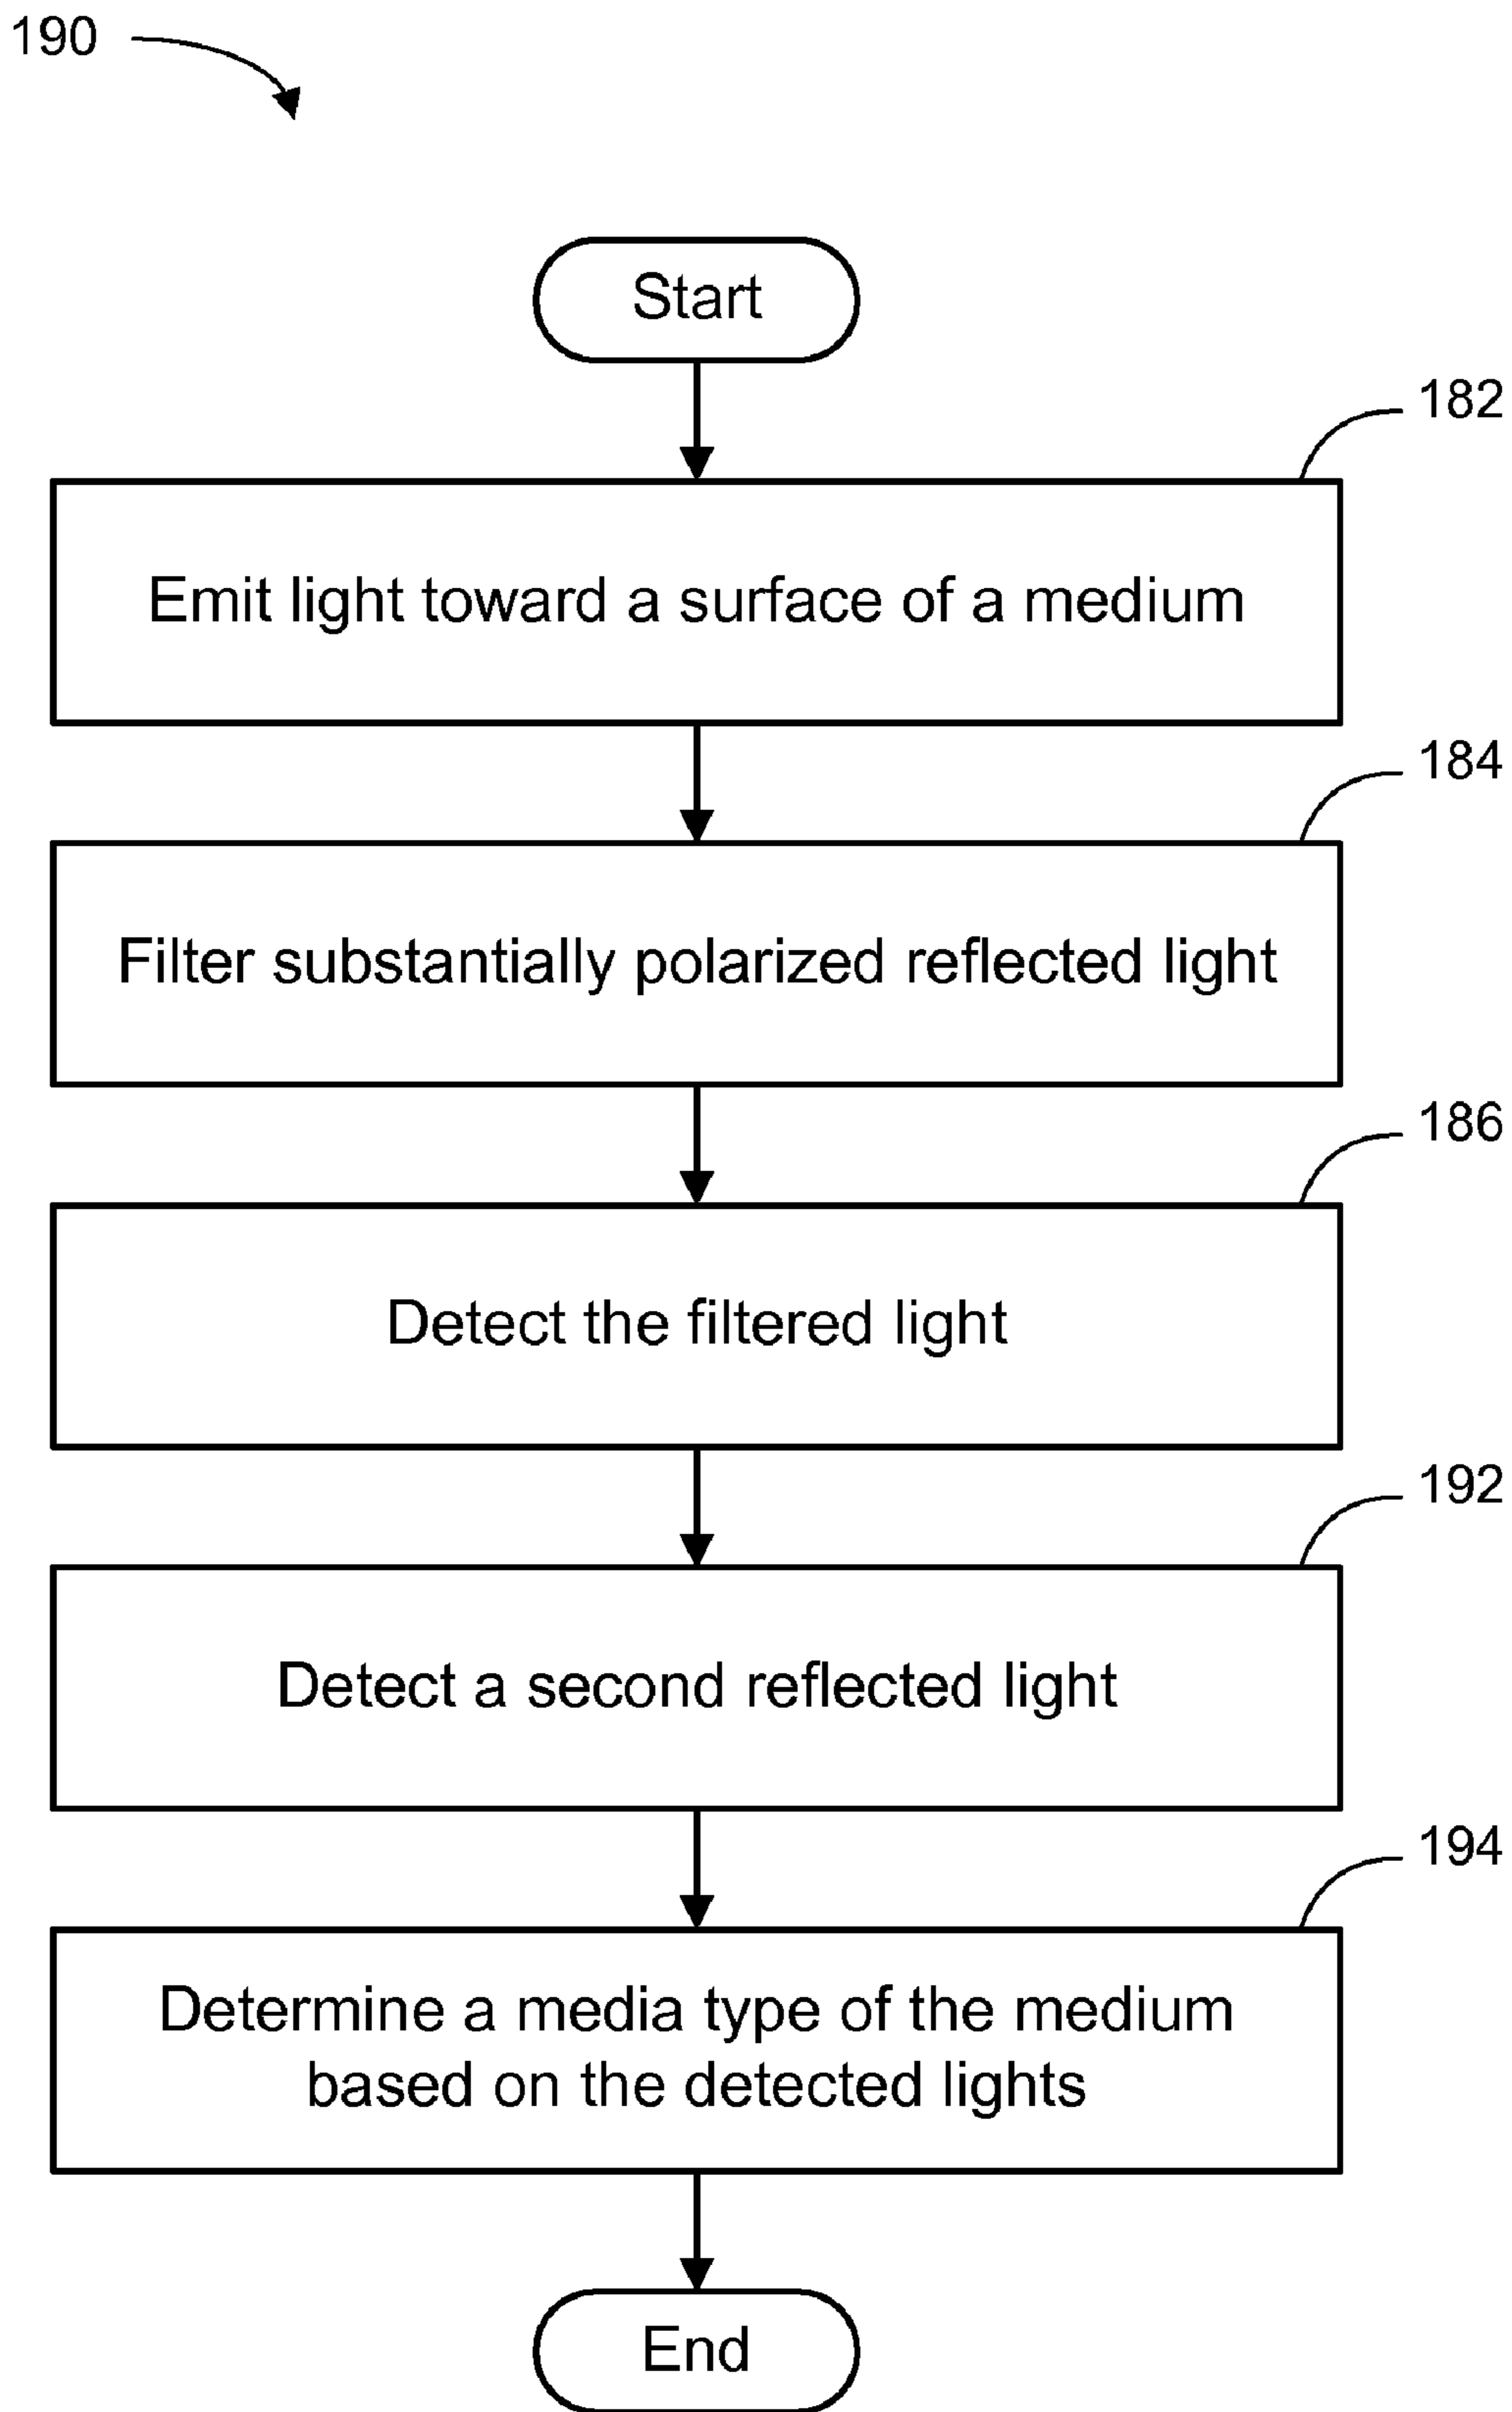 190
Start
182
Emit light toward a surface of a medium
184
Filter substantially polarized reflected light
186
Detect the filtered light
192
Detect a second reflected light
194
Determine a media type of the medium
based on the detected lights
End